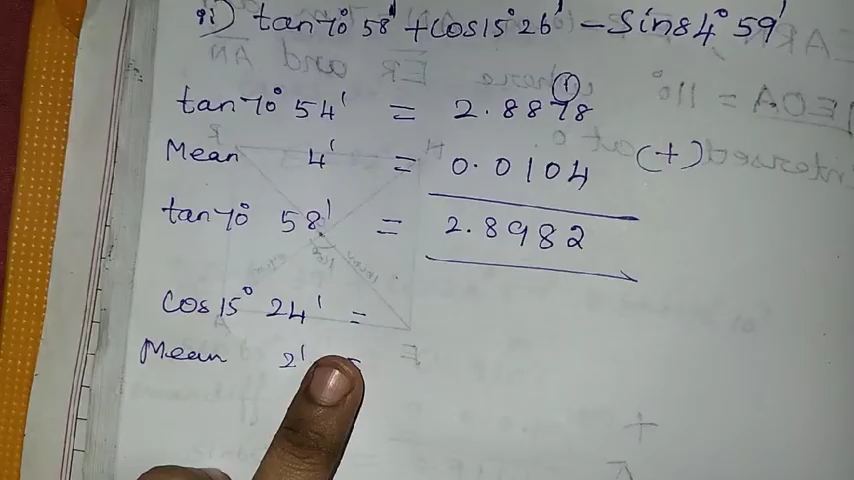 ii) tan70° 58' + cos15° 26' - Sin84° 59'
tan70° 54' = 2.8878 ①
Mean 4' = 0.0104 (+)
tan70° 58' = 2.8982
cos15° 24' =
Mean 2' =